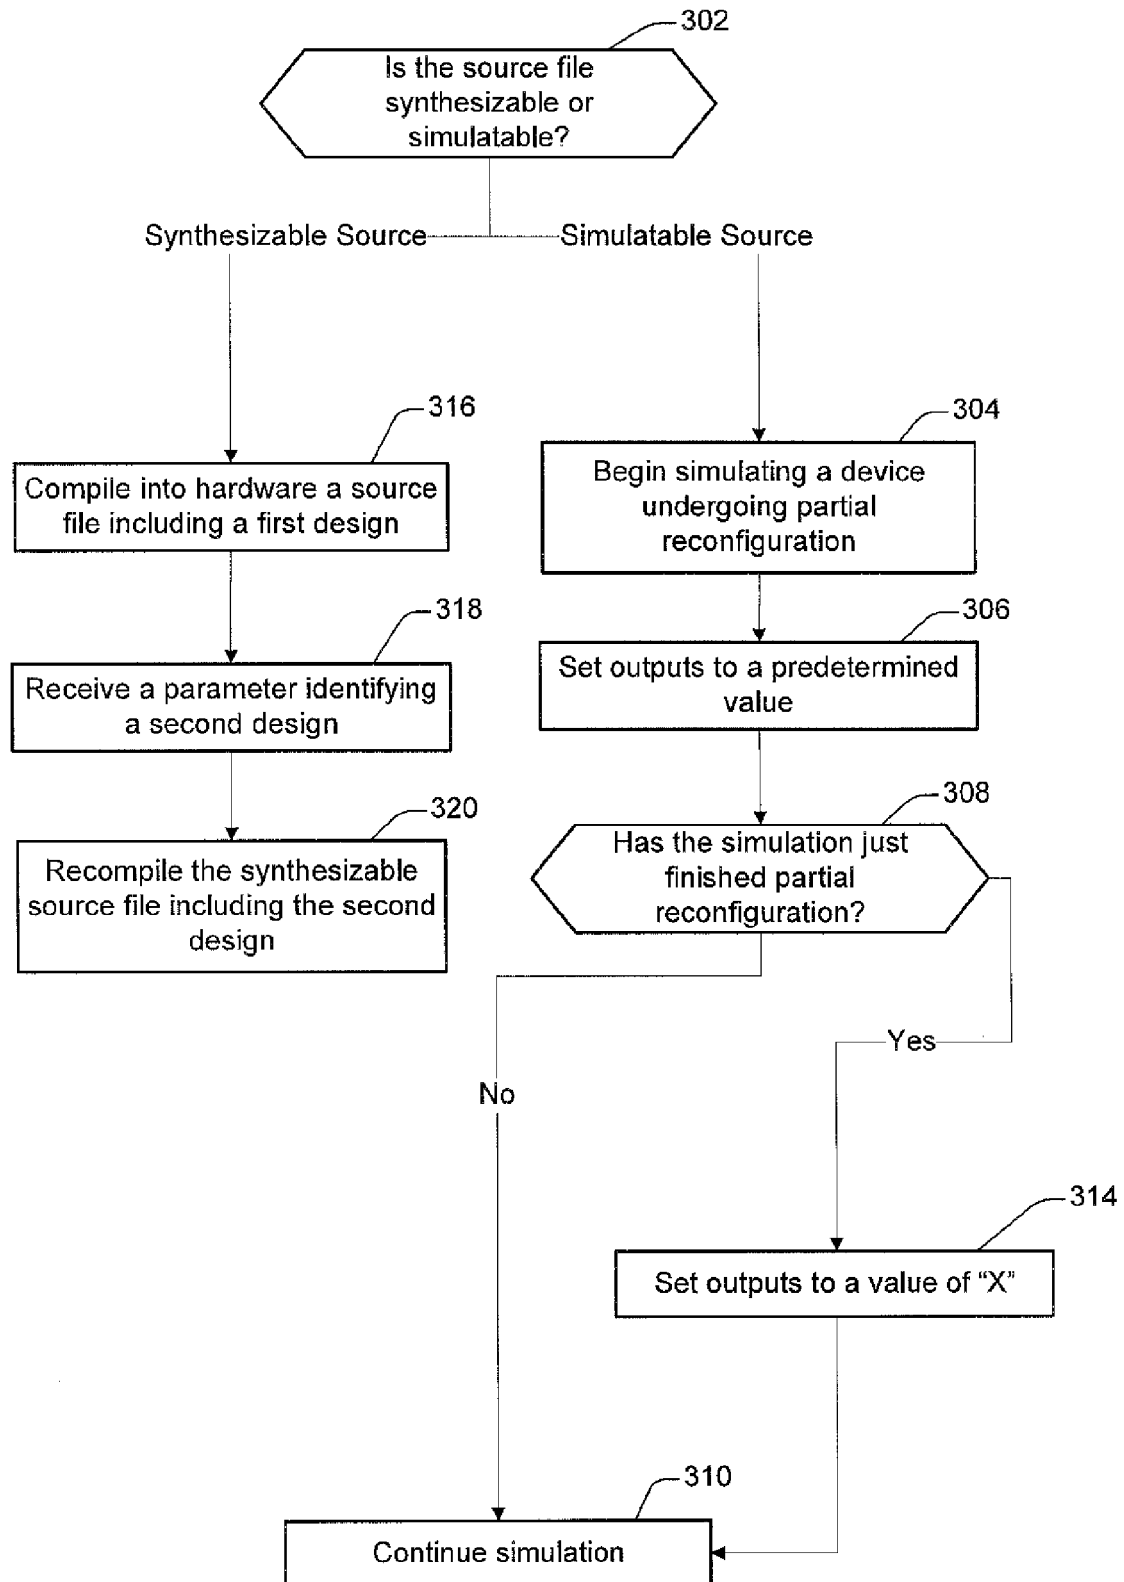 302
Is the source file
synthesizable or
simulatable?
Synthesizable Source
Simulatable Source
316
Compile into hardware a source
file including a first design
304
Begin simulating a device
undergoing partial
reconfiguration
318
Receive a parameter identifying
a second design
306
Set outputs to a predetermined
value
320
Recompile the synthesizable
source file including the second
design
308
Has the simulation just
finished partial
reconfiguration?
Yes
No
314
Set outputs to a value of “X”
310
Continue simulation